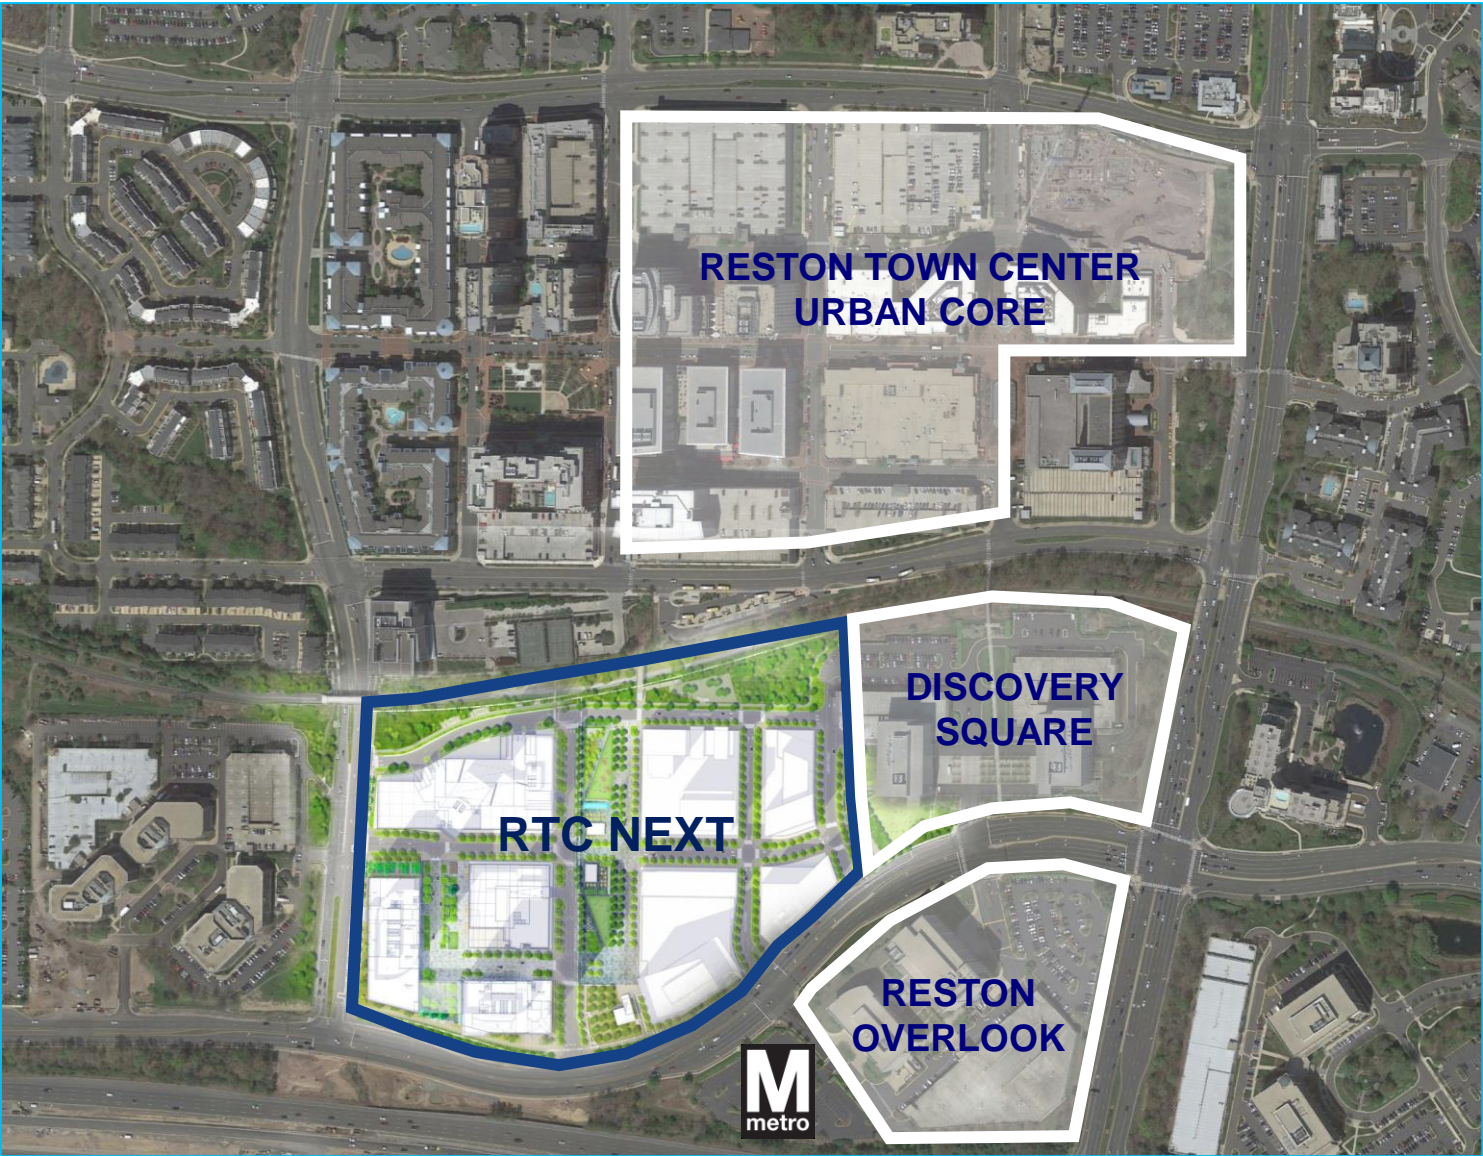 RESTON TOWN CENTER
URBAN CORE
DISCOVERY
SQUARE
RTC NEXT
RESTON
OVERLOOK
M
metro